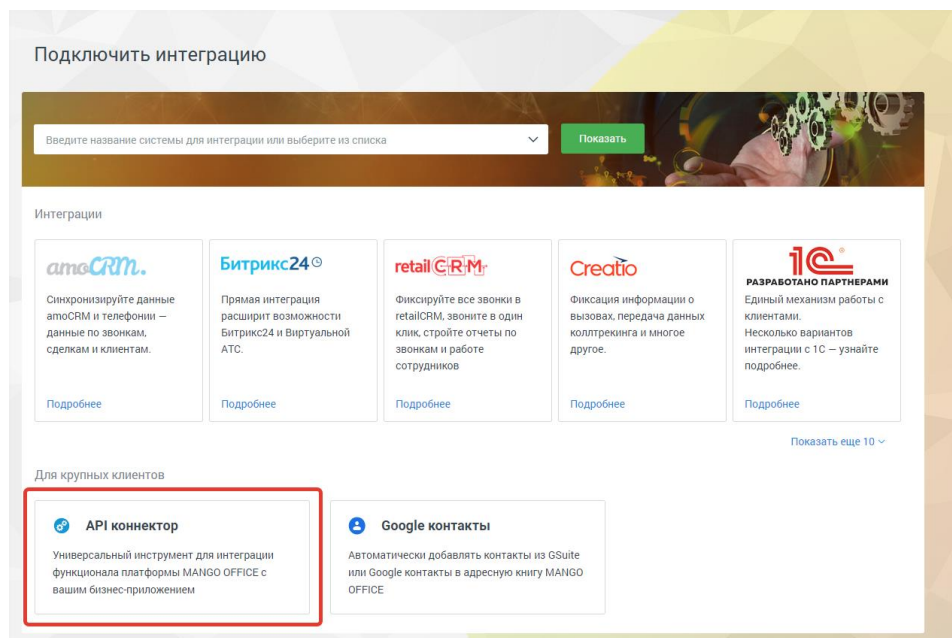 Подключить интеграцию
Введите название системы для интеграции или выберите из списка
Показать
Интеграции
amoCRM.
Синхронизируйте данные
amoCRM и телефонии —
данные по звонкам,
сделкам и клиентам.
Подробнее
Битрикс24
Прямая интеграция
расширит возможности
Битрикс24 и Виртуальной
АТС.
Подробнее
retailCRM
Фиксируйте все звонки в
retailCRM, звоните в один
клик, стройте отчеты по
звонкам и работе
сотрудников
Подробнее
Creatio
Фиксация информации о
вызовах, передача данных
коллтрекинга и многое
другое.
Подробнее
1С®
РАЗРАБОТАНО ПАРТНЕРАМИ
Единый механизм работы с
клиентами.
Несколько вариантов
интеграции с 1С — узнайте
подробнее.
Подробнее
Показать еще 10
Для крупных клиентов
API коннектор
Универсальный инструмент для интеграции
функционала платформы MANGO OFFICE с
вашим бизнес-приложением
Google контакты
Автоматически добавлять контакты из GSuite
или Google контакты в адресную книгу MANGO
OFFICE